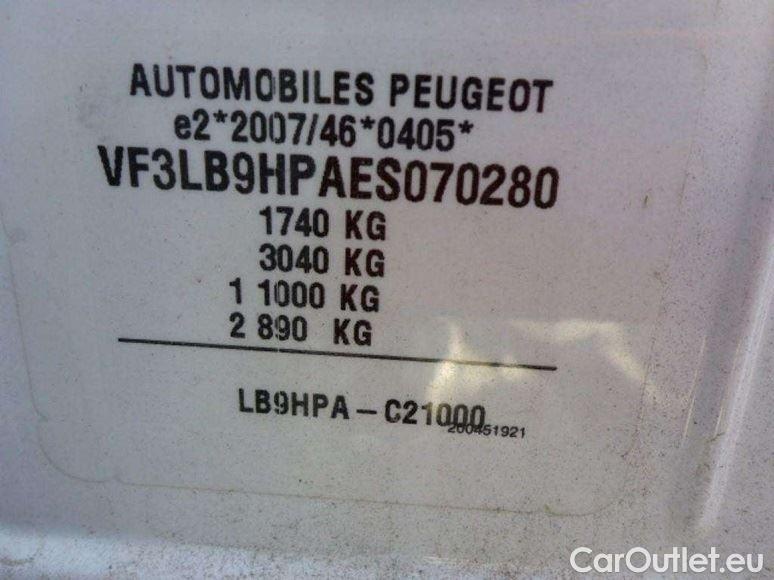 AUTOMOBILES PEUGEOT
e2*2007/46*0405*
VF3LB9HPAES070280
1740 KG
3040 KG
1 1000 KG
2 890 KG
LB9HPA - C21000
200451921
CarOutlet.eu